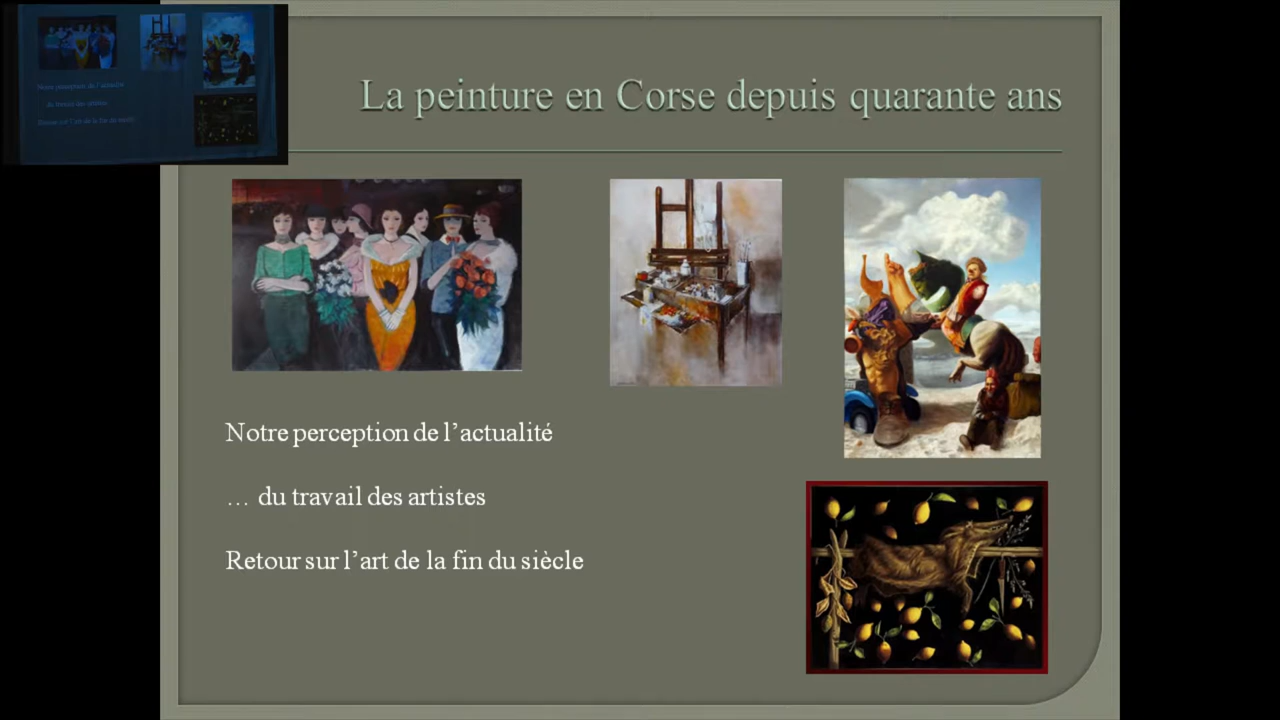 La peinture en Corse depuis quarante ans
Notre perception de l’actualité
… du travail des artistes
Retour sur l’art de la fin du siècle